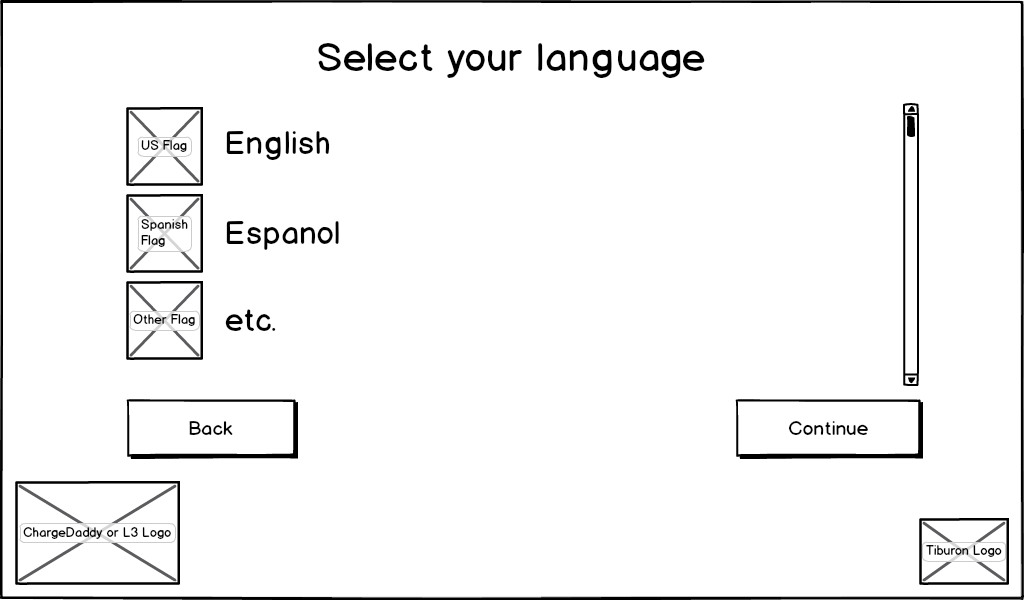 Select your language
US Flag
English
Spanish
Flag
Espanol
Other Flag
etc.
Back
Continue
ChargeDaddy or L3 Logo
Tiburon Logo